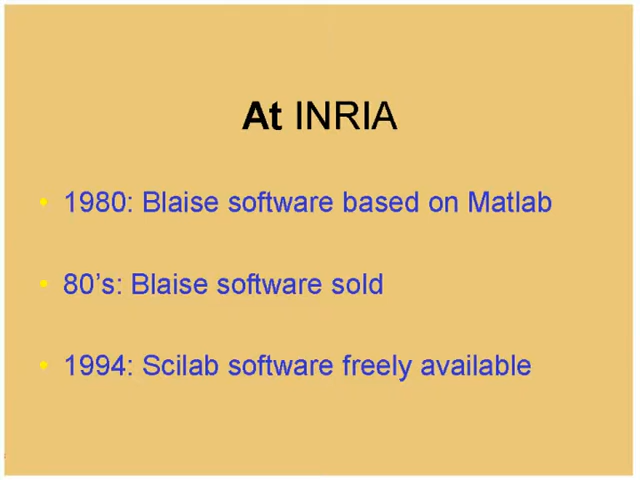 At INRIA
• 1980: Blaise software based on Matlab
• 80's: Blaise software sold
• 1994: Scilab software freely available